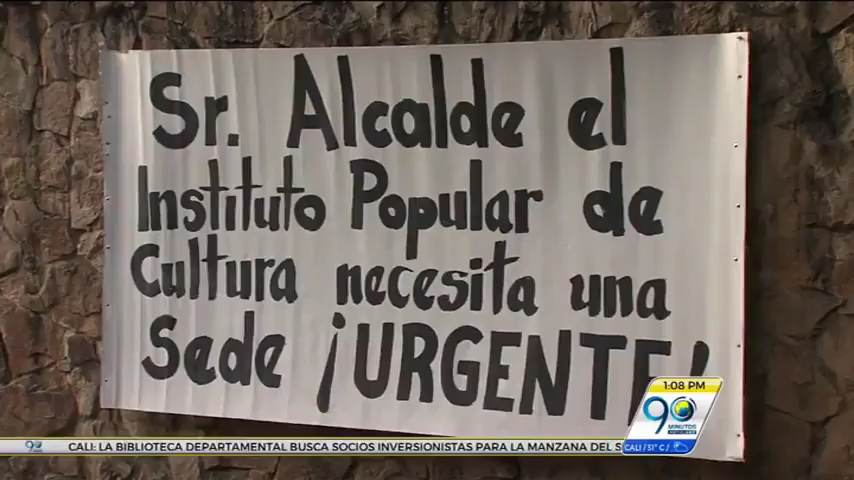 Sr. Alcalde el
Instituto Popular de
Cultura necesita una
Sede ¡URGENTE!
1:08 PM
90
MINUTOS
CALI / 31° C /
CALI: LA BIBLIOTECA DEPARTAMENTAL BUSCA SOCIOS INVERSIONISTAS PARA LA MANZANA DEL